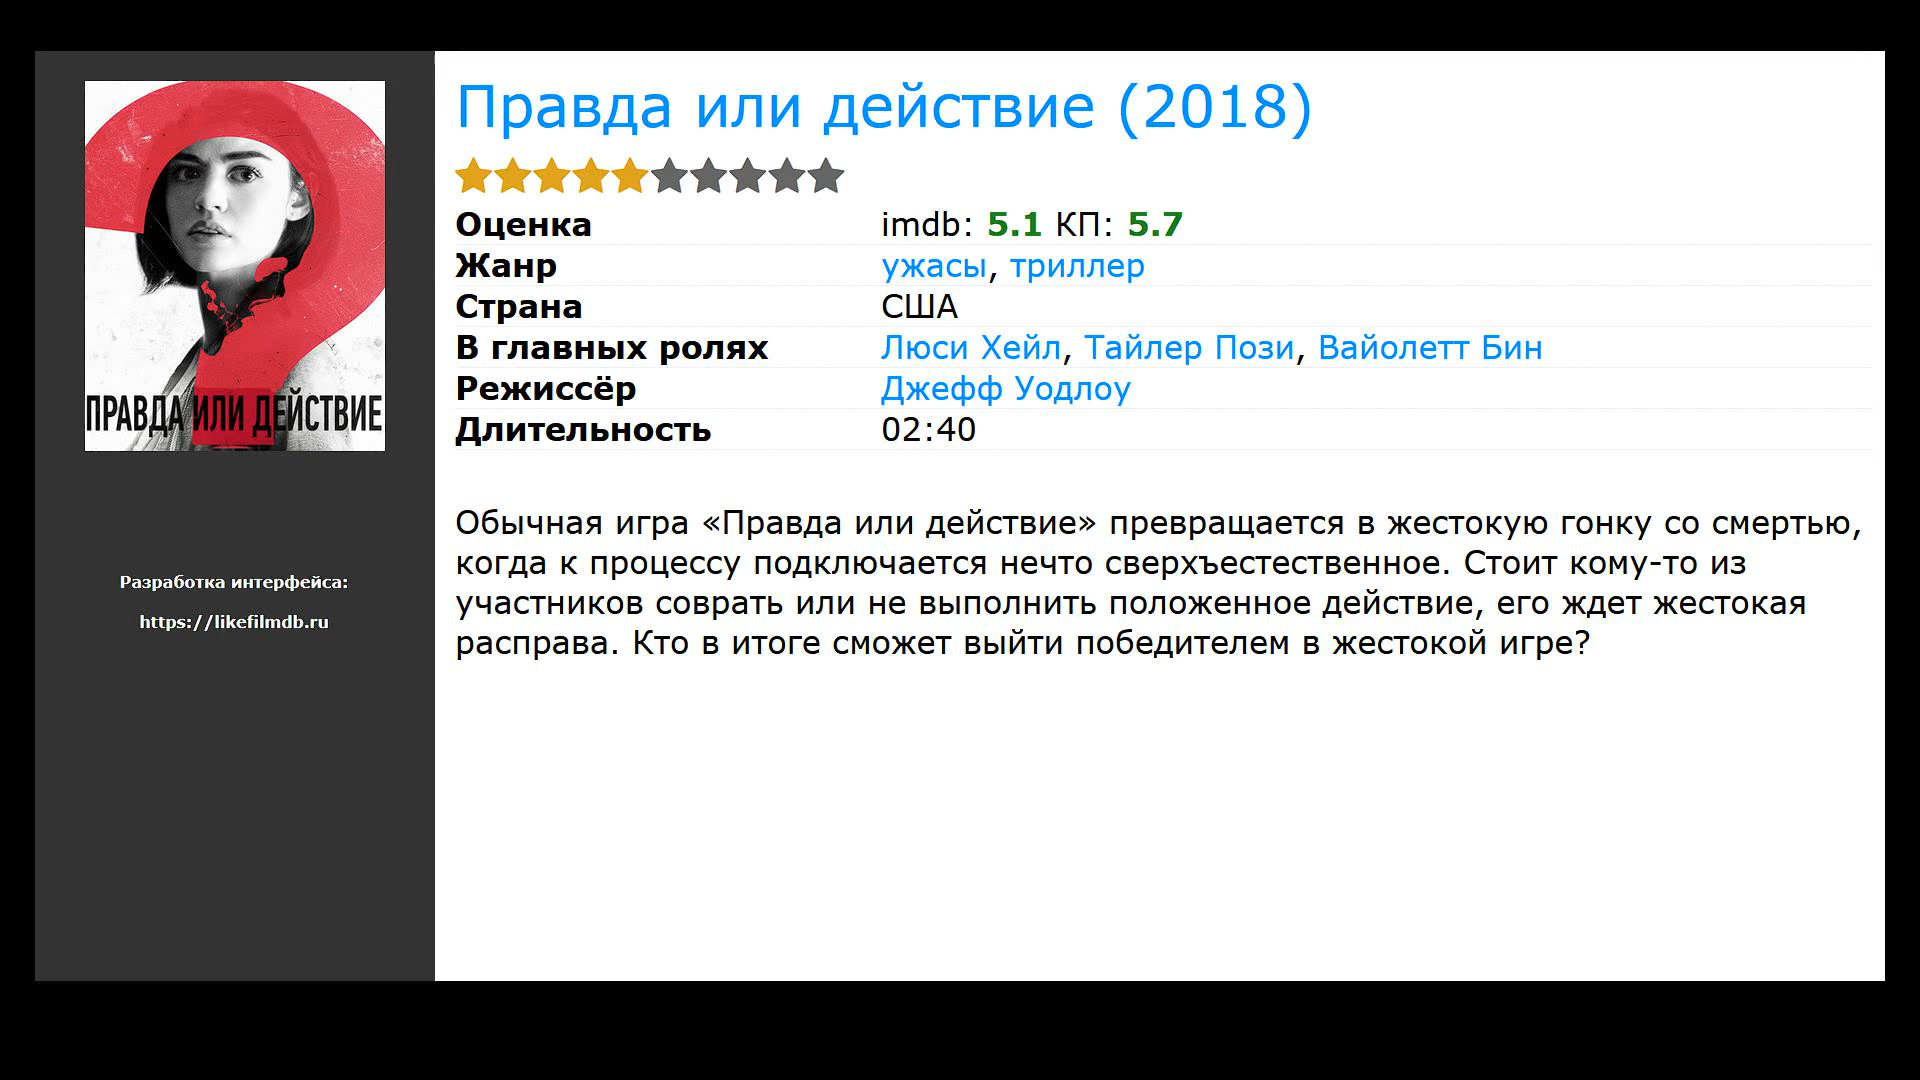 ПРАВДА ИЛИ ДЕЙСТВИЕ
Разработка интерфейса:
https://likefilmdb.ru
Правда или действие (2018)
Оценка imdb: 5.1 КП: 5.7
Жанр ужасы, триллер
Страна США
В главных ролях Люси Хейл, Тайлер Пози, Вайолетт Бин
Режиссёр Джефф Уодлоу
Длительность 02:40
Обычная игра «Правда или действие» превращается в жестокую гонку со смертью,
когда к процессу подключается нечто сверхъестественное. Стоит кому-то из
участников соврать или не выполнить положенное действие, его ждет жестокая
расправа. Кто в итоге сможет выйти победителем в жестокой игре?